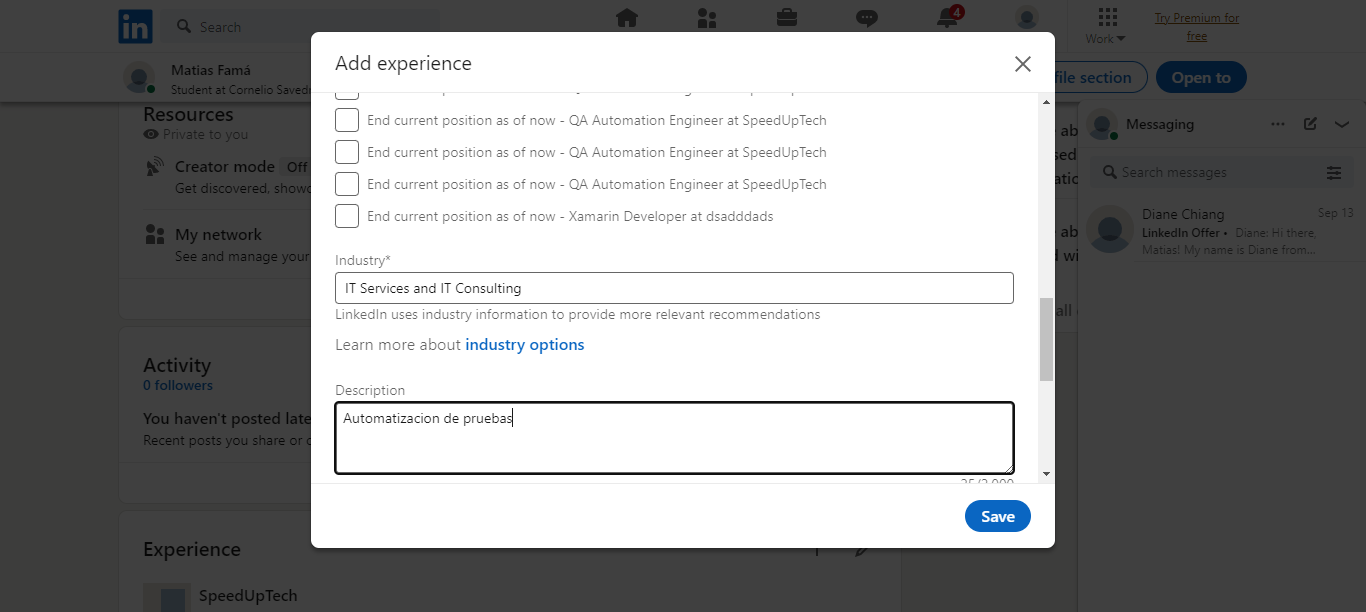 in
Search
4
Work
Try Premium for
free
Matias Famá
Student at Cornelio Saved
file section
Open to
Add experience
Resources
Private to you
Creator mode Off
Get discovered, showc
My network
See and manage your
End current position as of now - QA Automation Engineer at SpeedUpTech
End current position as of now - QA Automation Engineer at SpeedUpTech
End current position as of now - QA Automation Engineer at SpeedUpTech
End current position as of now - Xamarin Developer at dsadddads
Industry*
IT Services and IT Consulting
LinkedIn uses industry information to provide more relevant recommendations
Learn more about industry options
Description
Automatizacion de pruebas
25/2,000
Save
Activity
0 followers
You haven't posted late
Recent posts you share or c
Experience
SpeedUpTech
Messaging
Search messages
Diane Chiang
Sep 13
LinkedIn Offer • Diane: Hi there,
Matias! My name is Diane from...